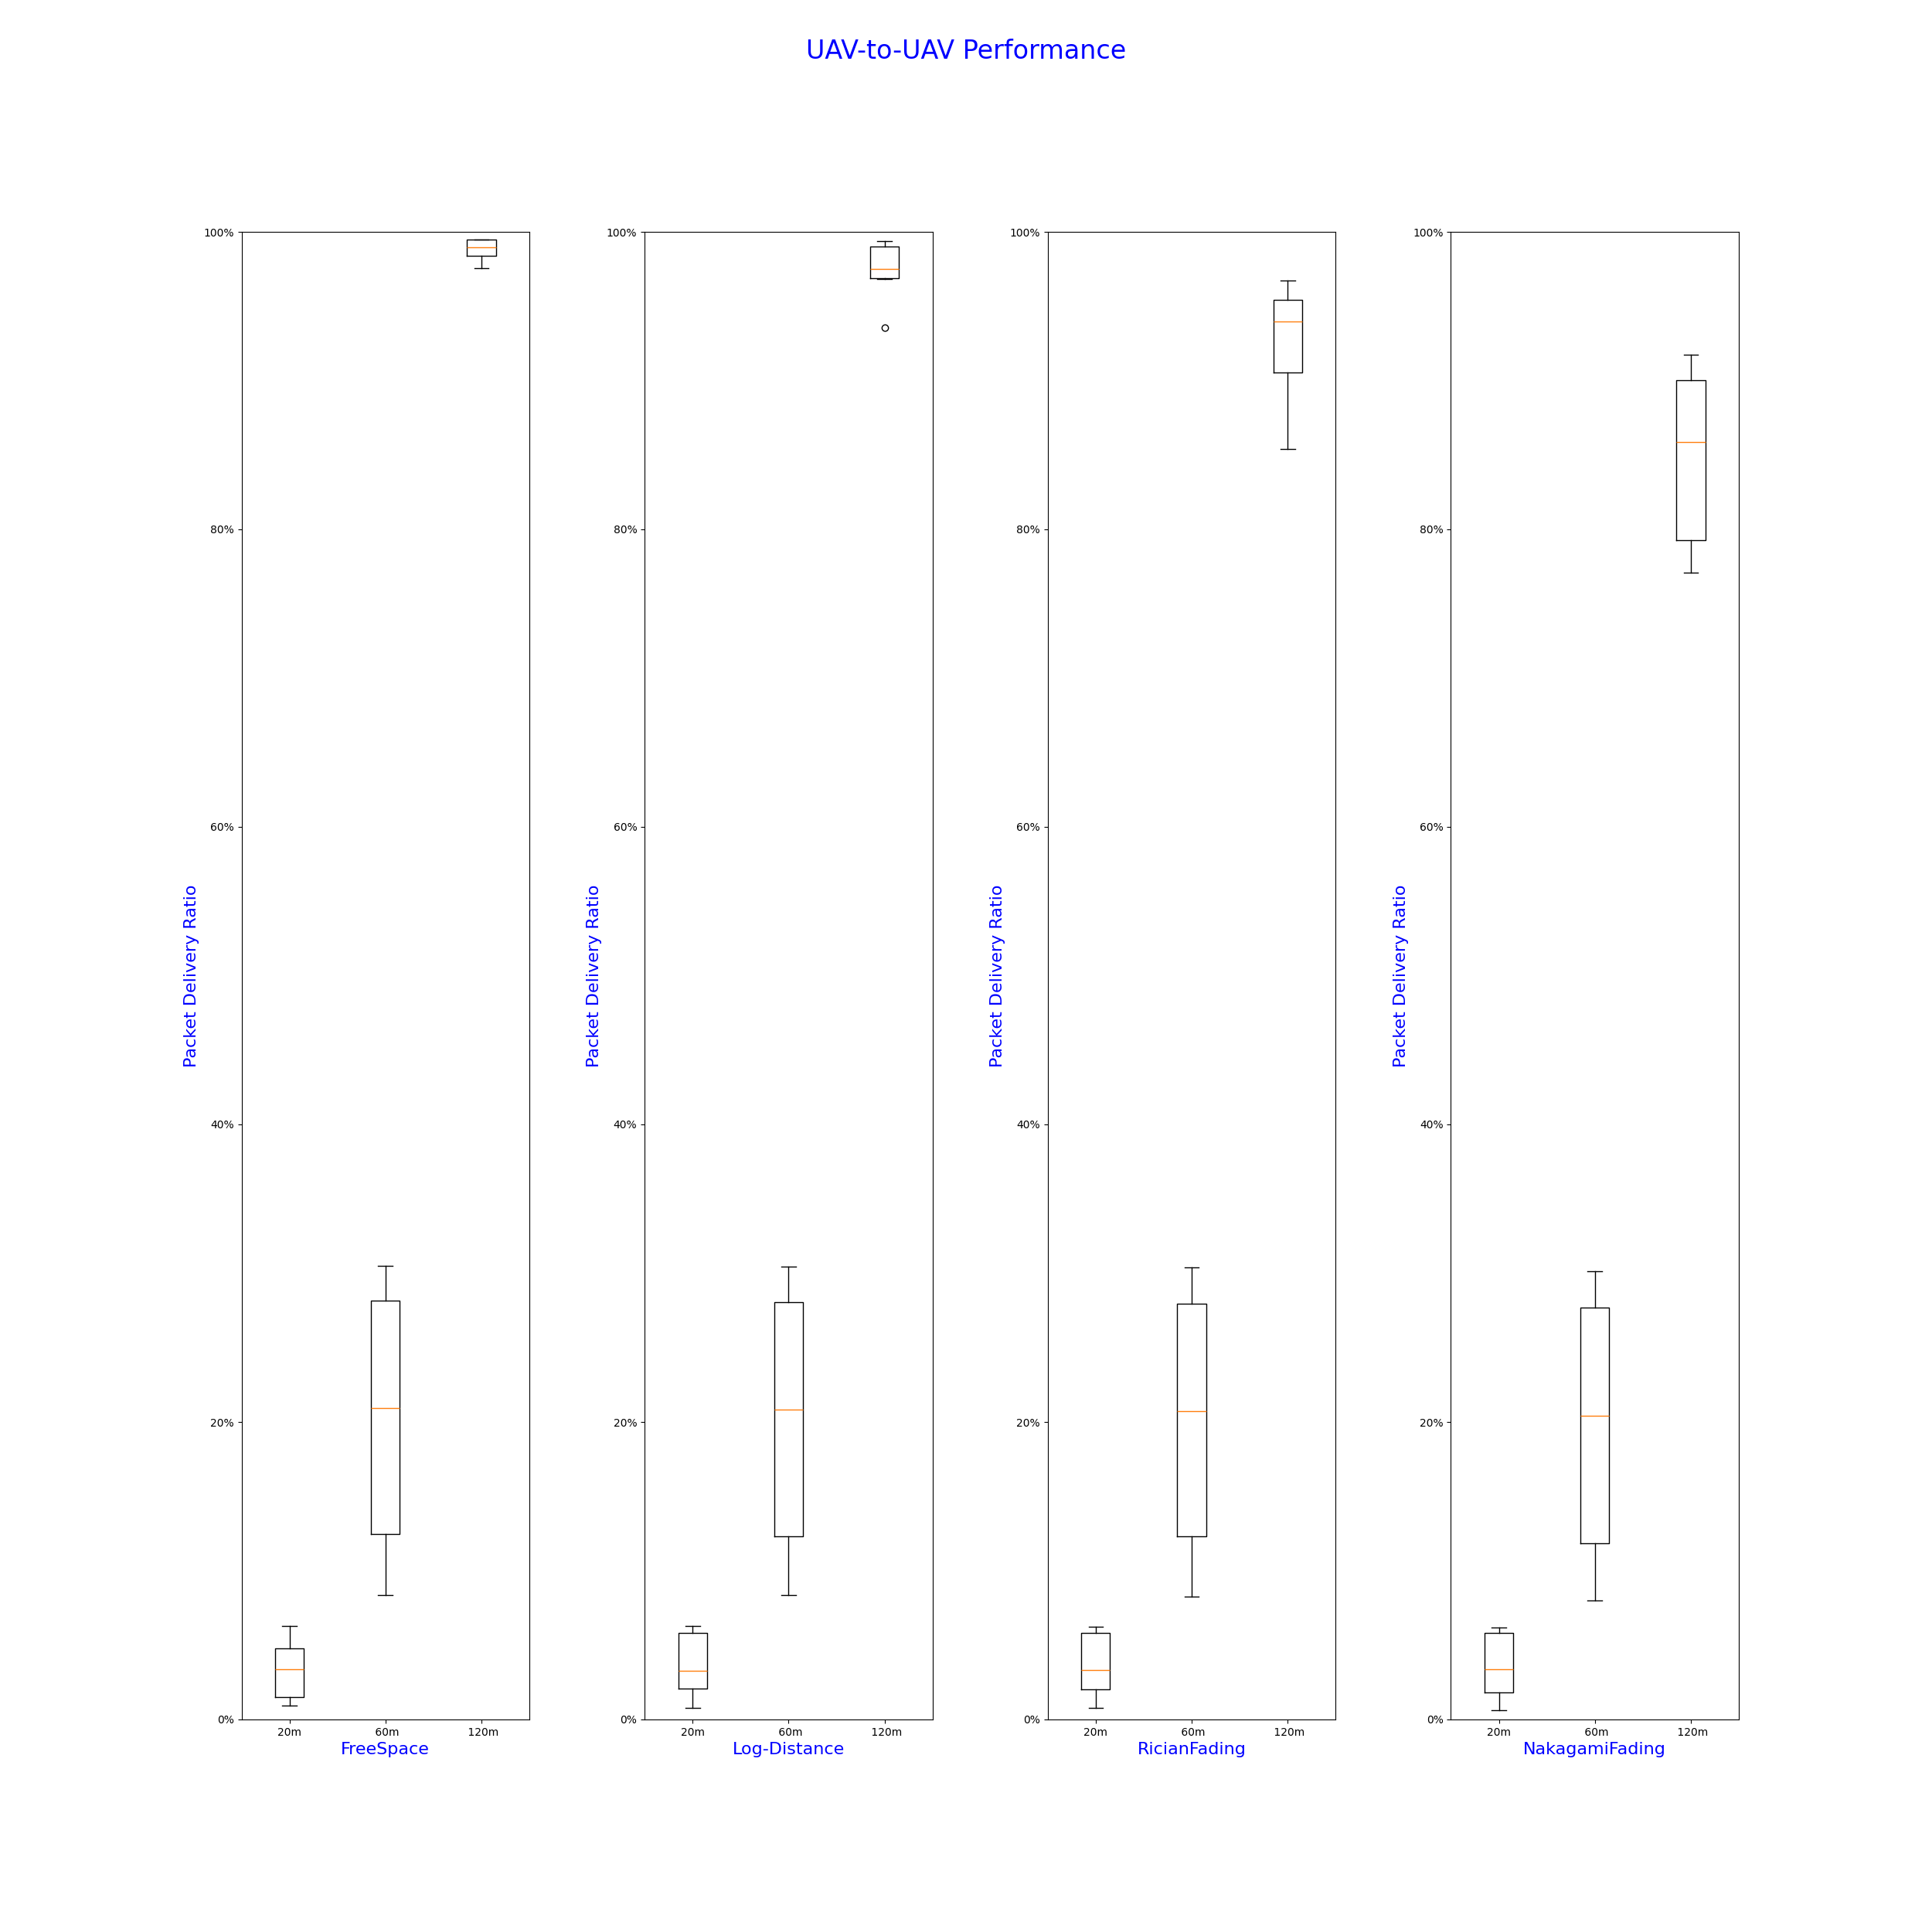 UAV-to-UAV Performance
Packet Delivery Ratio
100%
80%
60%
40%
20%
0%
20m 60m 120m
FreeSpace
Packet Delivery Ratio
100%
80%
60%
40%
20%
0%
20m 60m 120m
Log-Distance
Packet Delivery Ratio
100%
80%
60%
40%
20%
0%
20m 60m 120m
RicianFading
Packet Delivery Ratio
100%
80%
60%
40%
20%
0%
20m 60m 120m
NakagamiFading